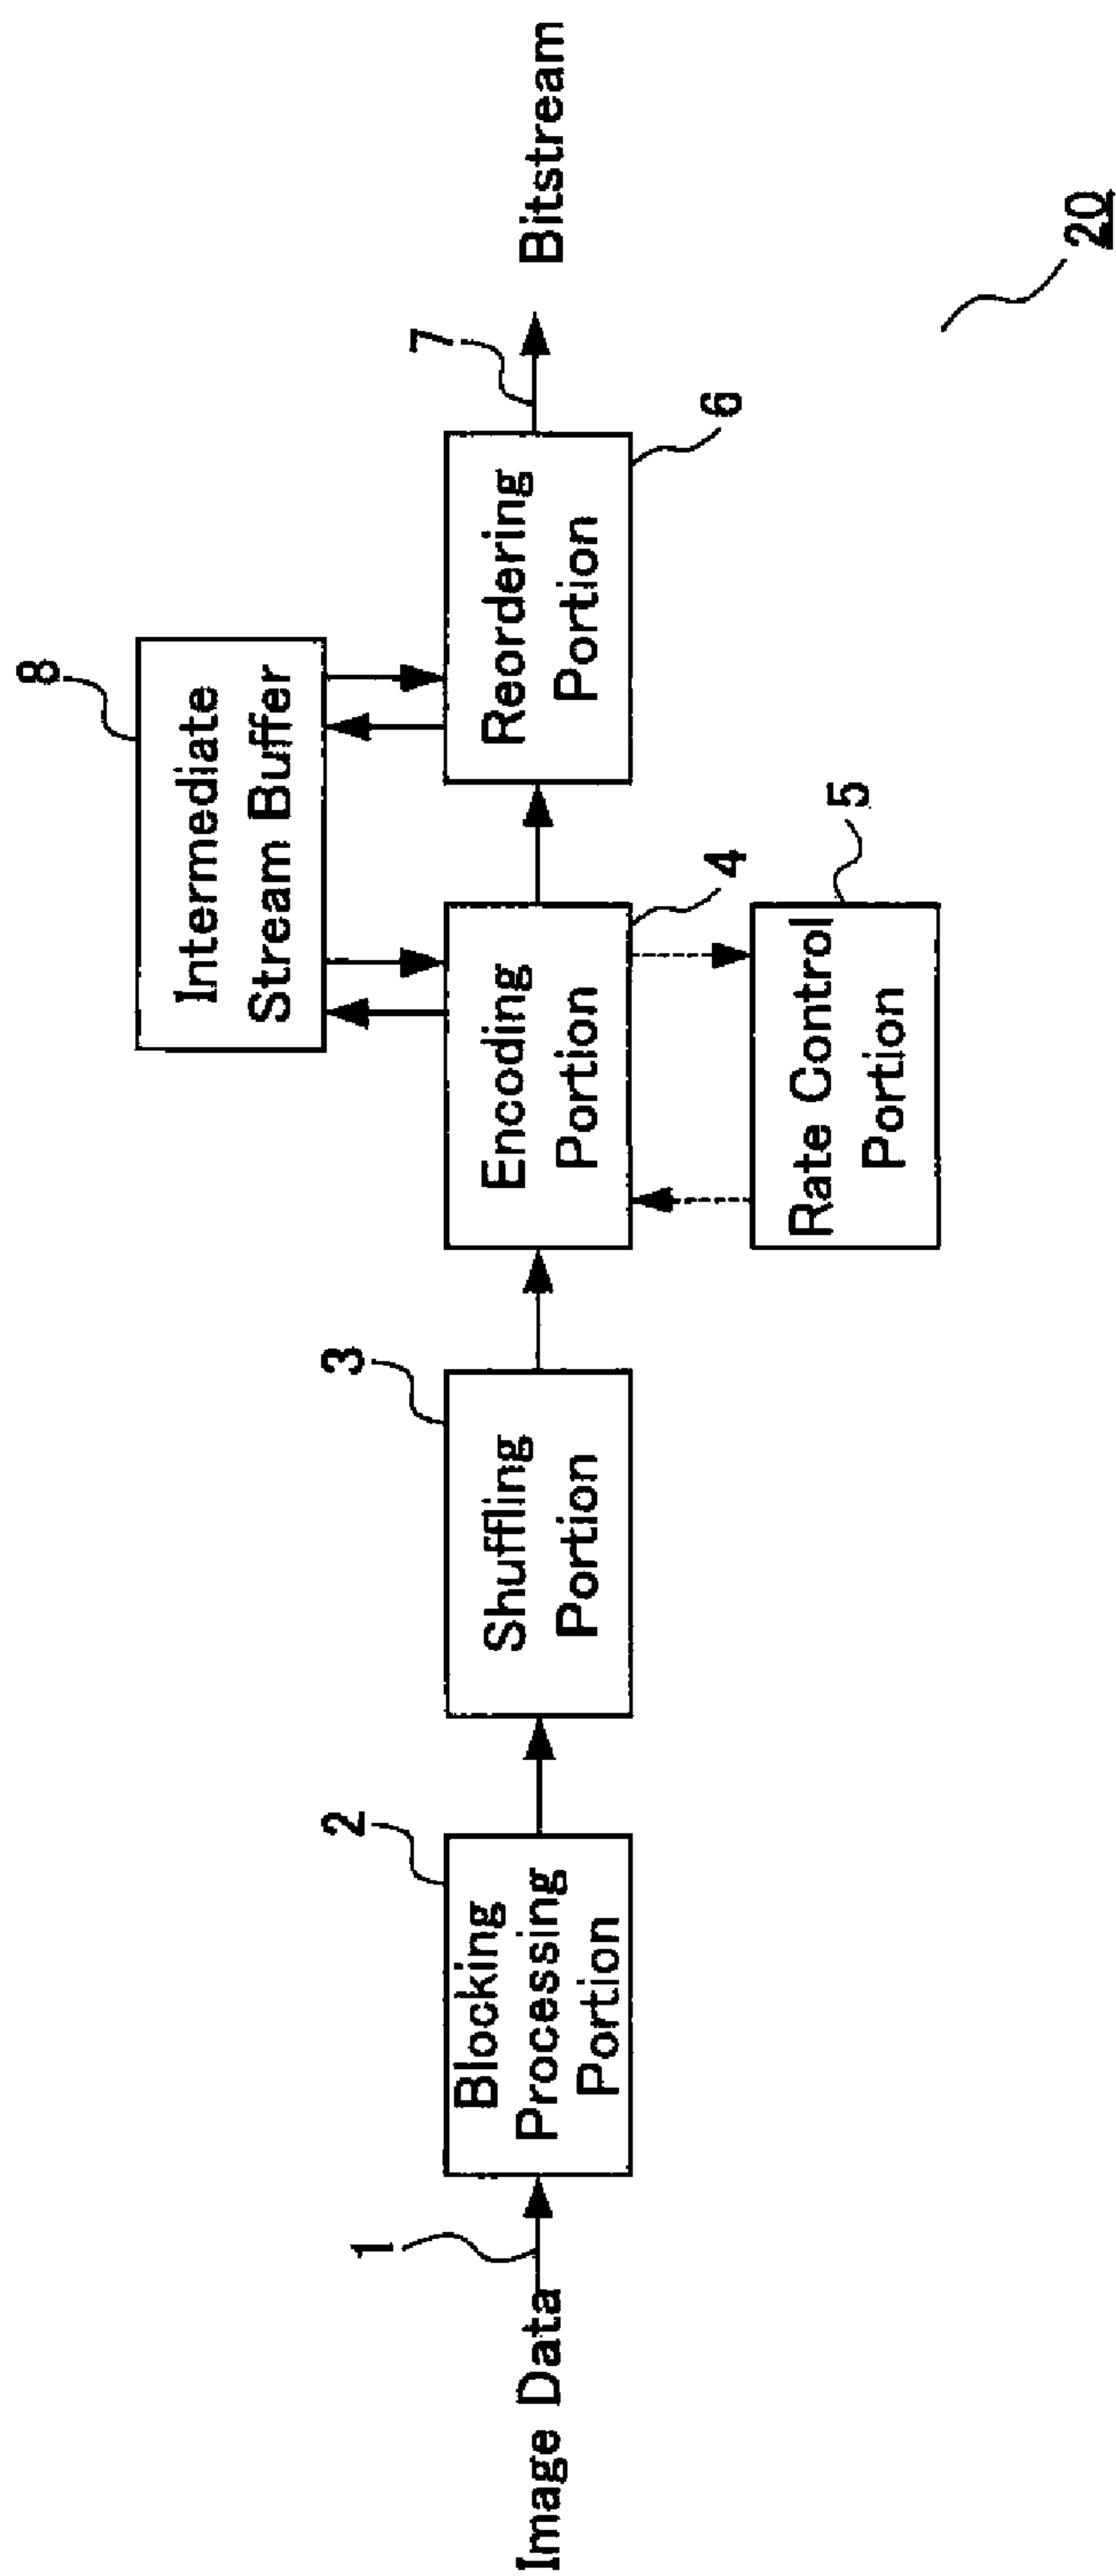 Image Data
1
Blocking
Processing
Portion
2
Shuffling
Portion
3
Encoding
Portion
4
Rate Control
Portion
5
Intermediate
Stream Buffer
8
Reordering
Portion
6
7
Bitstream
20